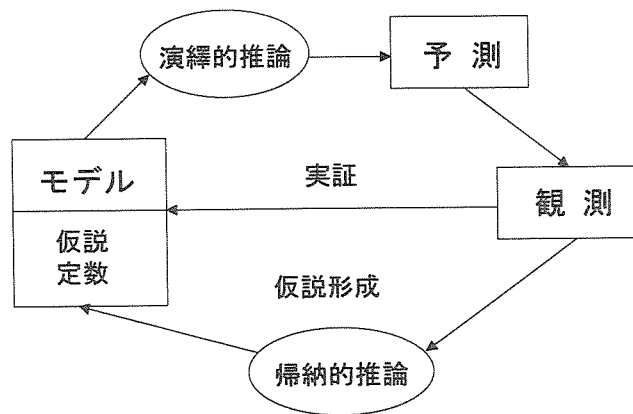 演繹的推論
予 測
モデル
実証
観 測
仮説
定数
仮説形成
帰納的推論